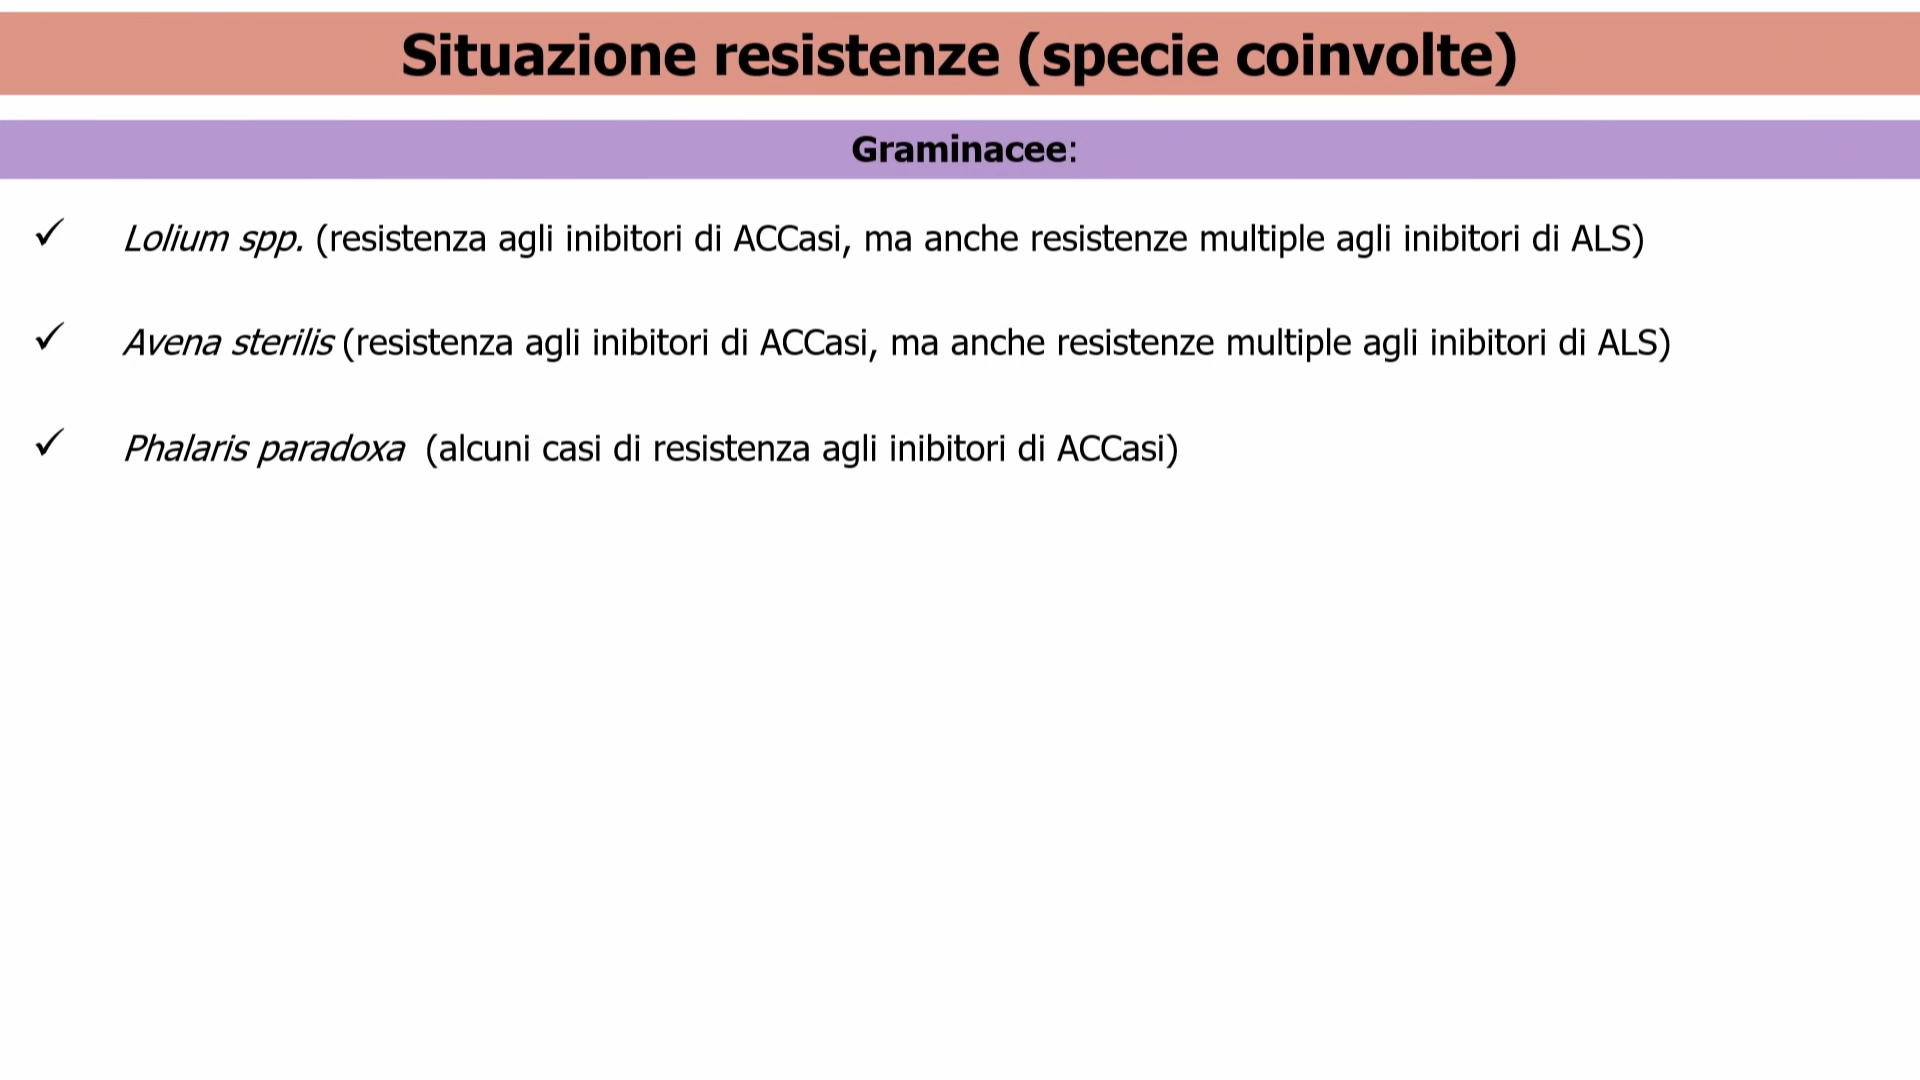 Situazione resistenze (specie coinvolte)
Graminacee:
✓ Lolium spp. (resistenza agli inibitori di ACCasi, ma anche resistenze multiple agli inibitori di ALS)
✓ Avena sterilis (resistenza agli inibitori di ACCasi, ma anche resistenze multiple agli inibitori di ALS)
✓ Phalaris paradoxa (alcuni casi di resistenza agli inibitori di ACCasi)